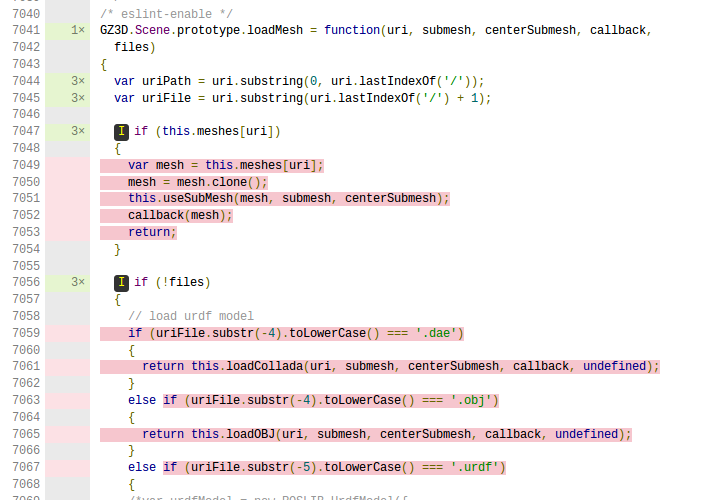 7040 /* eslint-enable */
7041 1× GZ3D.Scene.prototype.loadMesh = function(uri, submesh, centerSubmesh, callback,
7042 files)
7043 {
7044 3× var uriPath = uri.substring(0, uri.lastIndexOf('/'));
7045 3× var uriFile = uri.substring(uri.lastIndexOf('/') + 1);
7046
7047 3× I if (this.meshes[uri])
7048 {
7049 var mesh = this.meshes[uri];
7050 mesh = mesh.clone();
7051 this.useSubMesh(mesh, submesh, centerSubmesh);
7052 callback(mesh);
7053 return;
7054 }
7055
7056 3× I if (!files)
7057 {
7058 // load urdf model
7059 if (uriFile.substr(-4).toLowerCase() === '.dae')
7060 {
7061 return this.loadCollada(uri, submesh, centerSubmesh, callback, undefined);
7062 }
7063 else if (uriFile.substr(-4).toLowerCase() === '.obj')
7064 {
7065 return this.loadOBJ(uri, submesh, centerSubmesh, callback, undefined);
7066 }
7067 else if (uriFile.substr(-5).toLowerCase() === '.urdf')
7068 {
7069 /*var urdfModel = new ROSLIB.UrdfModel({